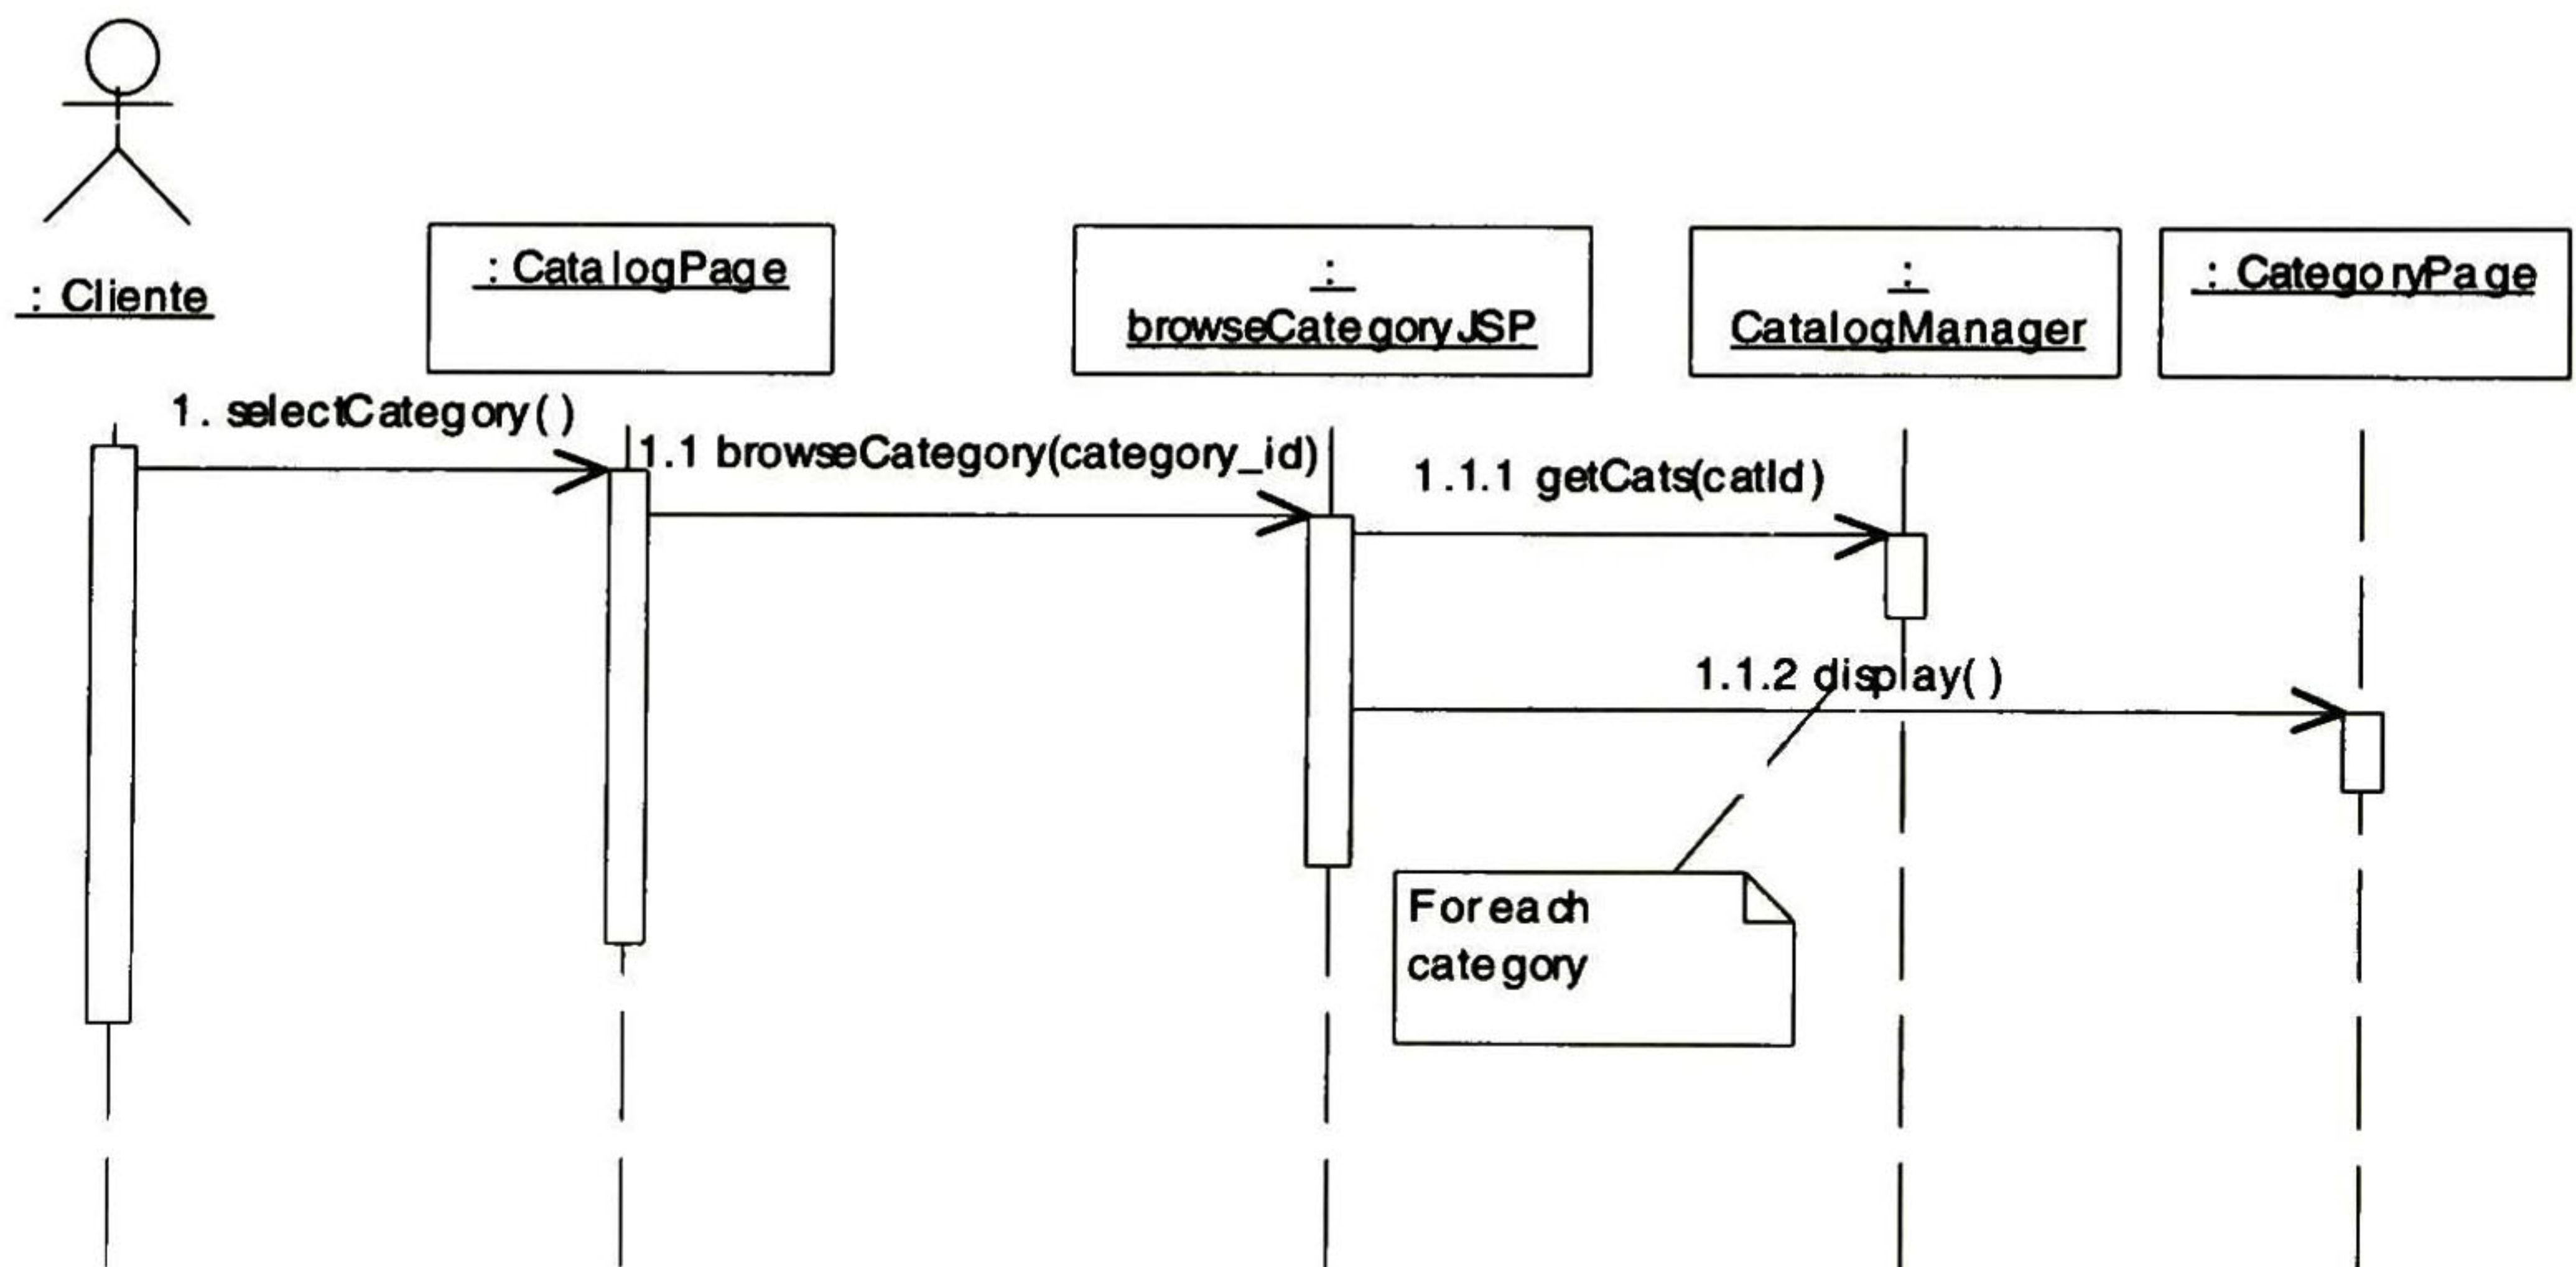 : Cliente
: CatalogPage
:
browseCategoryJSP
:
CatalogManager
: CategoryPage
1. selectCategory()
1.1 browseCategory(category_id)
1.1.1 getCats(catId)
1.1.2 display()
For each
category